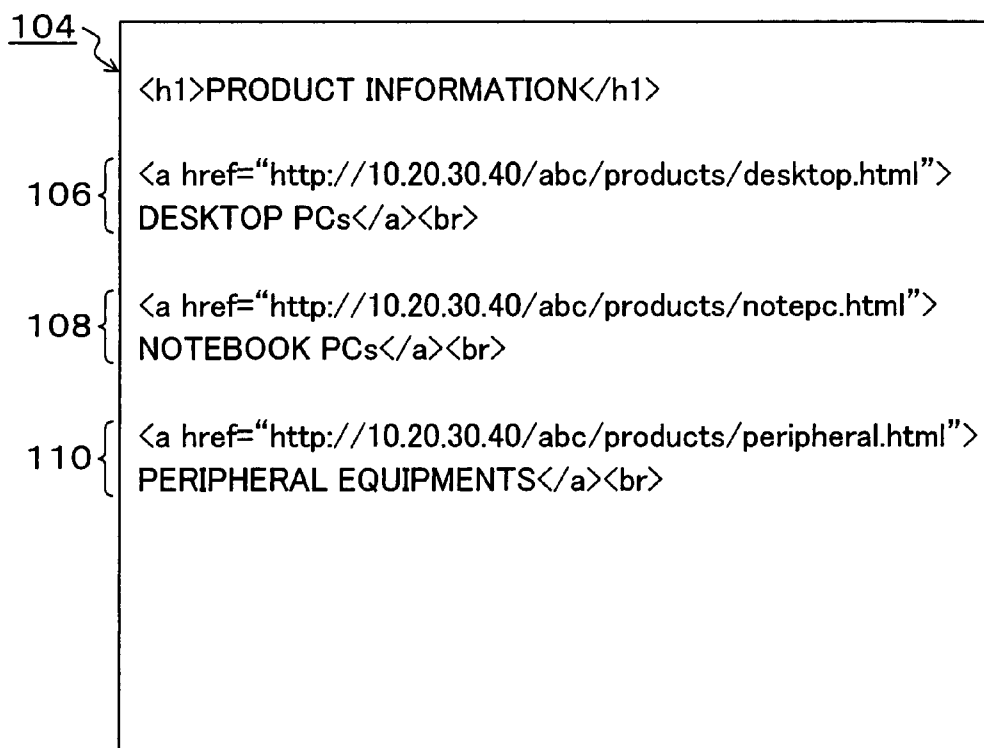 104
<h1>PRODUCT INFORMATION</h1>
106
<a href=“http://10.20.30.40/abc/products/desktop.html”>
DESKTOP PCs</a><br>
108
<a href=“http://10.20.30.40/abc/products/notepc.html”>
NOTEBOOK PCs</a><br>
110
<a href=“http://10.20.30.40/abc/products/peripheral.html”>
PERIPHERAL EQUIPMENTS</a><br>